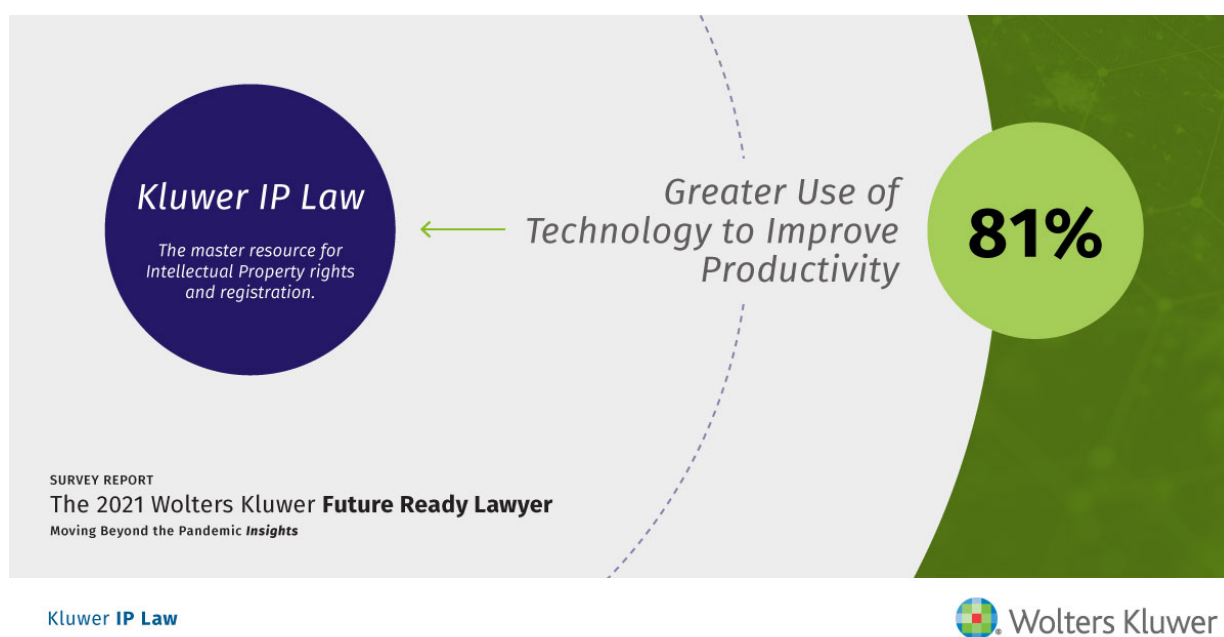 Kluwer IP Law
The master resource for
Intellectual Property rights
and registration.
Greater Use of
Technology to Improve
Productivity
81%
SURVEY REPORT
The 2021 Wolters Kluwer Future Ready Lawyer
Moving Beyond the Pandemic Insights
Kluwer IP Law
Wolters Kluwer